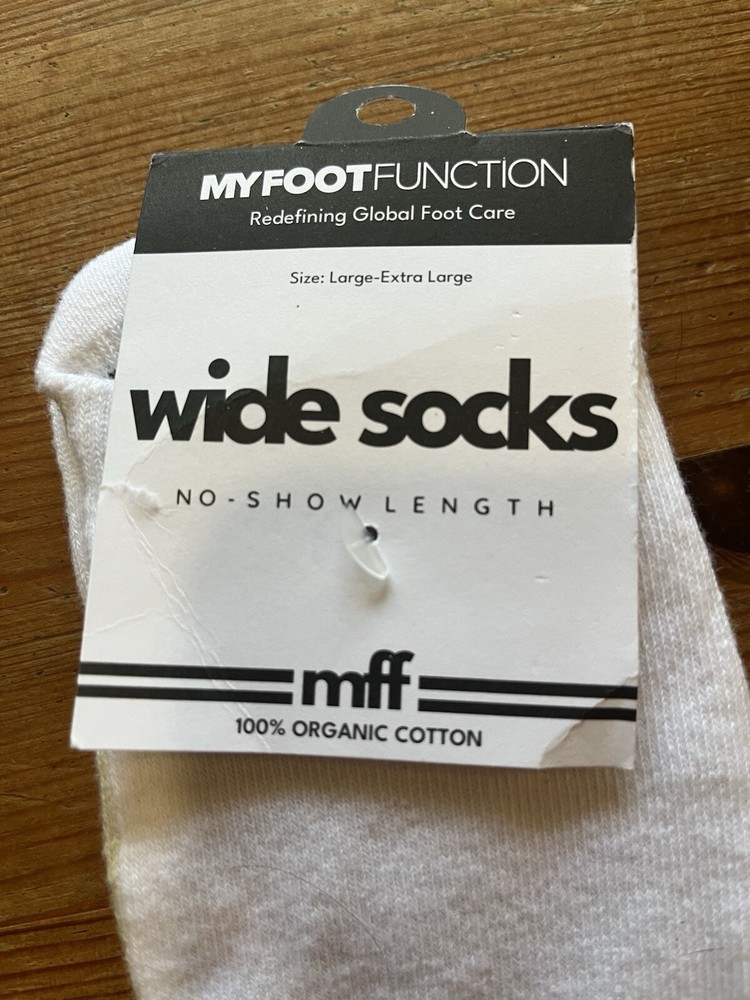 MYFOOTFUNCTION
Redefining Global Foot Care
Size: Large-Extra Large
wide socks
NO-SHOW LENGTH
mff
100% ORGANIC COTTON